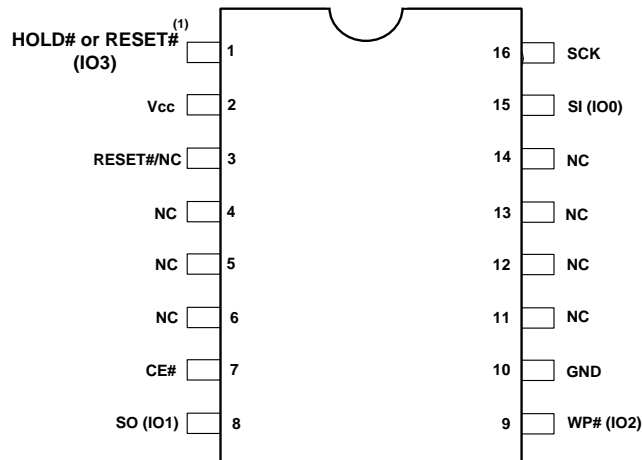 HOLD# or RESET# (1)
(IO3)
1
16
SCK
Vcc
2
15
SI (IO0)
RESET#/NC
3
14
NC
NC
4
13
NC
NC
5
12
NC
NC
6
11
NC
CE#
7
10
GND
SO (IO1)
8
9
WP# (IO2)